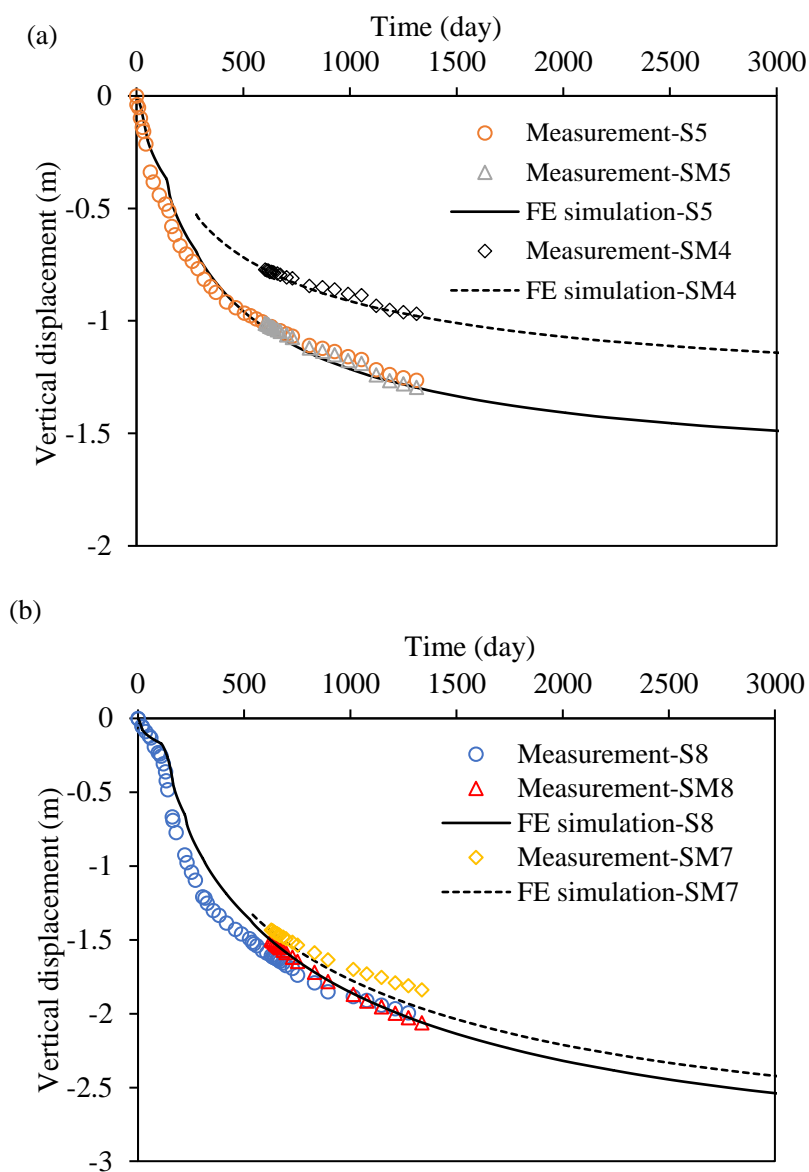 (a)
Time (day)
0 500 1000 1500 2000 2500 3000
0
-0.5
-1
-1.5
-2
Vertical displacement (m)
Measurement-S5
Measurement-SM5
FE simulation-S5
Measurement-SM4
FE simulation-SM4
(b)
Time (day)
0 500 1000 1500 2000 2500 3000
0
-0.5
-1
-1.5
-2
-2.5
-3
Vertical displacement (m)
Measurement-S8
Measurement-SM8
FE simulation-S8
Measurement-SM7
FE simulation-SM7